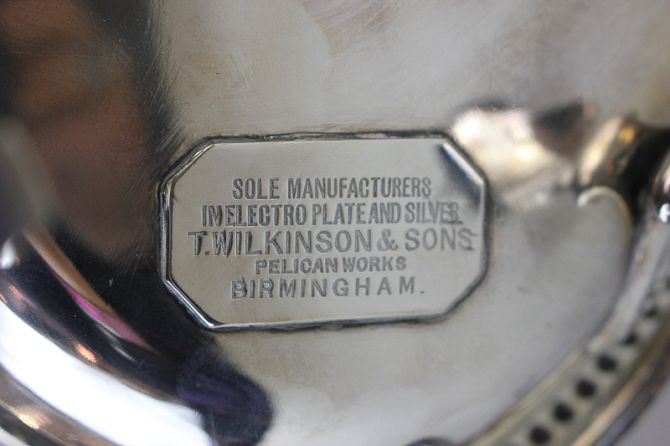 SOLE MANUFACTURERS
IN ELECTRO PLATE AND SILVER
T. WILKINSON & SONS
PELICAN WORKS
BIRMINGHAM.